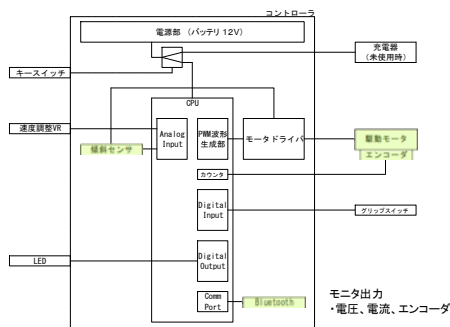 コントローラ
電源部 (バッテリ 12V)
充電器
(未使用時)
キースイッチ
CPU
速度調整VR
Analog
Input
PWM波形
生成部
モータドライバ
駆動モータ
傾斜センサ
エンコーダ
カウンタ
Digital
Input
グリップスイッチ
LED
Digital
Output
Comm
Port
Bluetooth
モニタ出力
・電圧、電流、エンコーダ